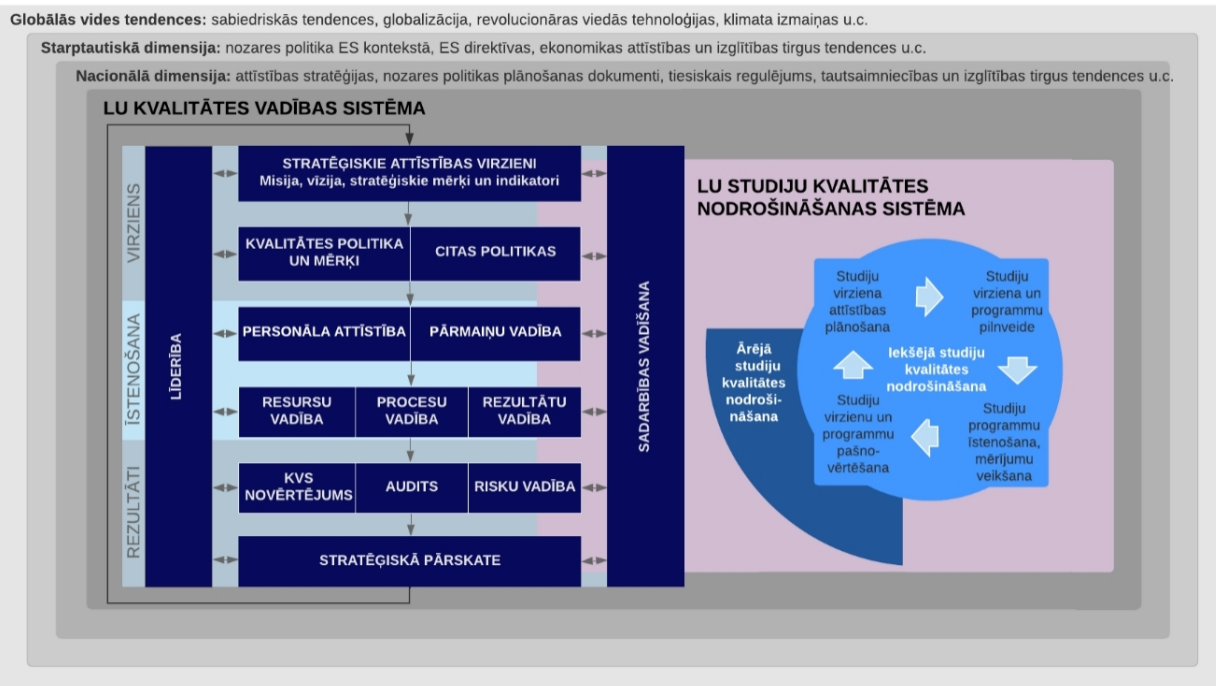 Globālās vides tendences: sabiedriskās tendences, globalizācija, revolucionāras viedās tehnoloģijas, klimata izmaiņas u.c.
Starptautiskā dimensija: nozares politika ES kontekstā, ES direktīvas, ekonomikas attīstības un izglītības tirgus tendences u.c.
Nacionālā dimensija: attīstības stratēģijas, nozares politikas plānošanas dokumenti, tiesiskais regulējums, tautsaimniecības un izglītības tirgus tendences u.c.
LU KVALITĀTES VADĪBAS SISTĒMA
VIRZIENS
ĪSTENOŠANA
REZULTĀTI
LĪDERĪBA
STRATĒĢISKIE ATTĪSTĪBAS VIRZIENI
Misija, vīzija, stratēģiskie mērķi un indikatori
KVALITĀTES POLITIKA
UN MĒRĶI
CITAS POLITIKAS
PERSONĀLA ATTĪSTĪBA
PĀRMAIŅU VADĪBA
RESURSU
VADĪBA
PROCESU
VADĪBA
REZULTĀTU
VADĪBA
KVS
NOVĒRTĒJUMS
AUDITS
RISKU VADĪBA
STRATĒĢISKĀ PĀRSKATE
SADARBĪBAS VADĪŠANA
LU STUDIJU KVALITĀTES
NODROŠINĀŠANAS SISTĒMA
Ārējā
studiju
kvalitātes
nodroši-
nāšana
Studiju
virziena
attīstības
plānošana
Studiju
virziena un
programmu
pilnveide
Iekšējā studiju
kvalitātes
nodrošināšana
Studiju
virzienu un
programmu
pašno-
vērtēšana
Studiju
programmu
īstenošana,
mērījumu
veikšana